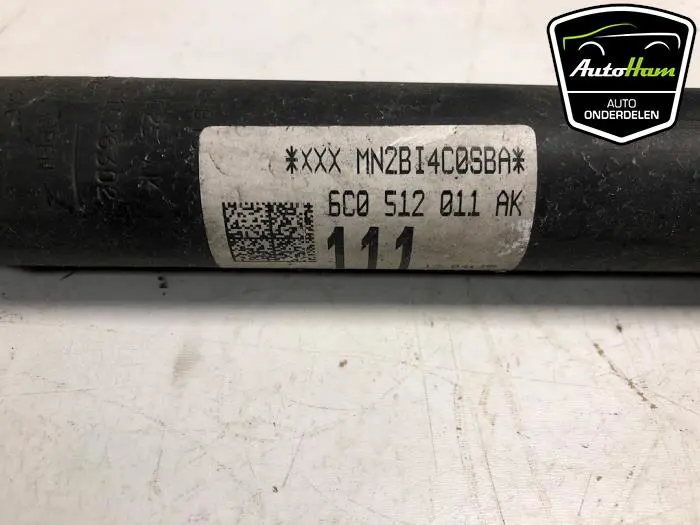 AutoHam
AUTO
ONDERDELEN
*XXX MN2BI4C0SBA*
6C0 512 011 AK
111